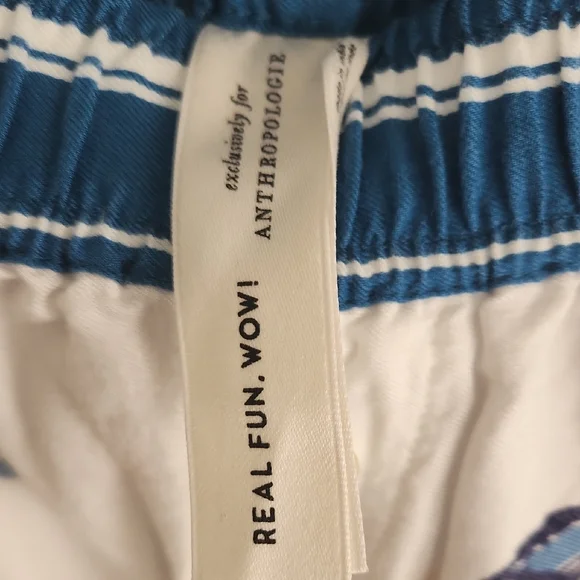 REAL FUN, WOW!
exclusively for
ANTHROPOLOGIE